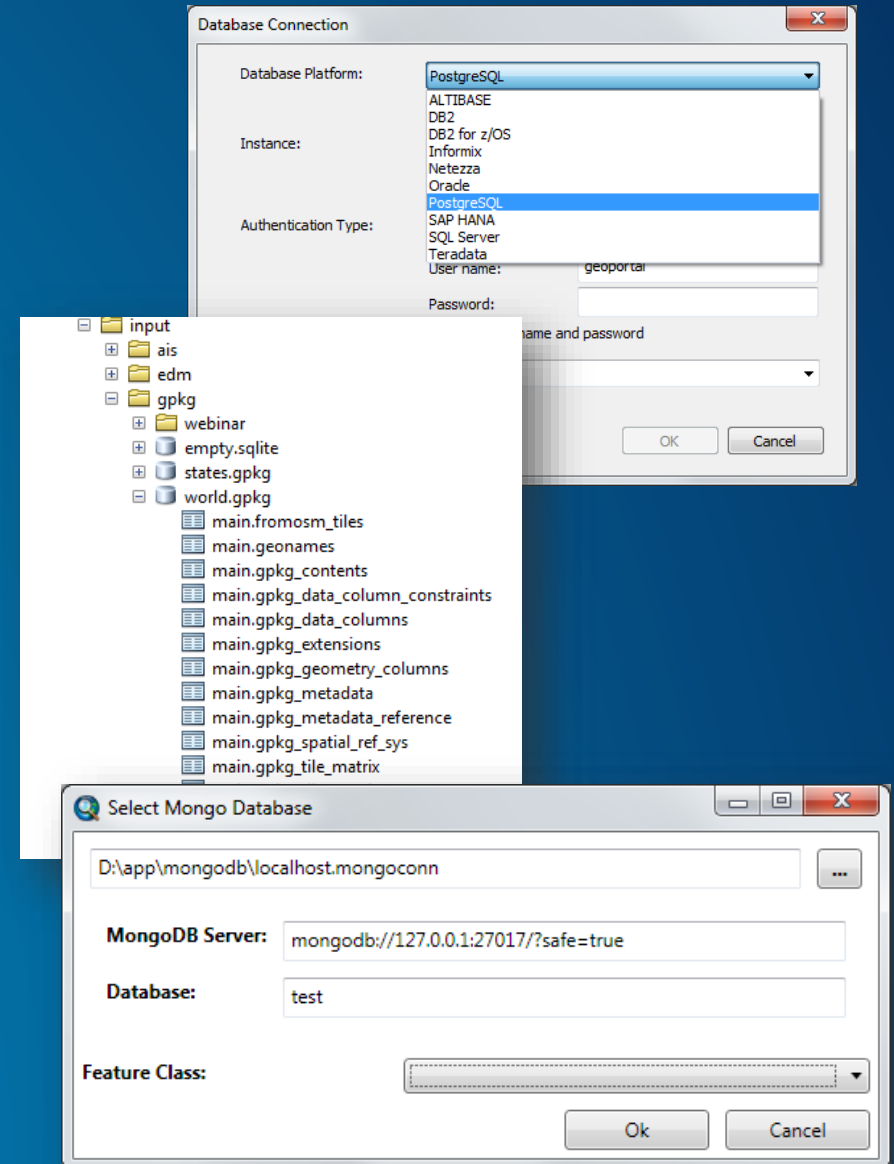 Database Connection
Database Platform:
PostgreSQL
ALTIBASE
DB2
DB2 for z/OS
Informix
Netezza
Oracle
PostgreSQL
SAP HANA
SQL Server
Teradata
Instance:
Authentication Type:
User name:
geoportal
Password:
name and password
OK
Cancel
input
ais
edm
gpkg
webinar
empty.sqlite
states.gpkg
world.gpkg
main.fromosm_tiles
main.geonames
main.gpkg_contents
main.gpkg_data_column_constraints
main.gpkg_data_columns
main.gpkg_extensions
main.gpkg_geometry_columns
main.gpkg_metadata
main.gpkg_metadata_reference
main.gpkg_spatial_ref_sys
main.gpkg_tile_matrix
Select Mongo Database
D:\app\mongodb\localhost.mongoconn
...
MongoDB Server:
mongodb://127.0.0.1:27017/?safe=true
Database:
test
Feature Class:
Ok
Cancel